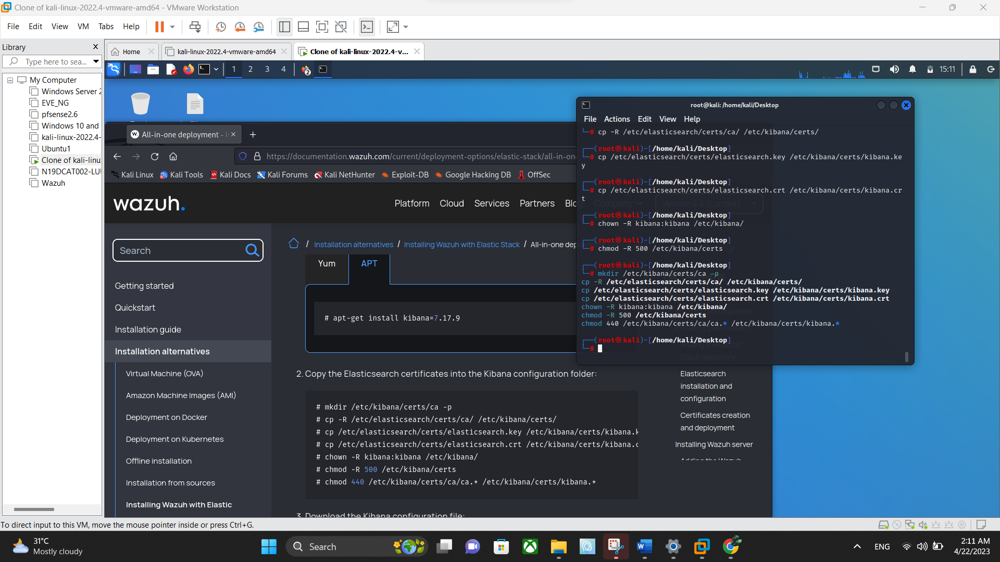 Clone of kali-linux-2022.4-vmware-amd64 - VMware Workstation
File Edit View VM Tabs Help
Library
Type here to sea...
My Computer
Windows Server 2
EVE_NG
pfsense2.6
Windows 10 and
kali-linux-2022.4-
Ubuntu1
Clone of kali-linu
N19DCAT002-LU
Wazuh
Home
kali-linux-2022.4-vmware-amd64
Clone of kali-linux-2022.4-v...
1 2 3 4
2
15:11
All-in-one deployment -
https://documentation.wazuh.com/current/deployment-options/elastic-stack/all-in-one
Kali Linux Kali Tools Kali Docs Kali Forums Kali NetHunter Exploit-DB Google Hacking DB OffSec
wazuh.
Platform Cloud Services Partners Blog Company
Version 4.4 (current)
Search
Getting started
Quickstart
Installation guide
Installation alternatives
Virtual Machine (OVA)
Amazon Machine Images (AMI)
Deployment on Docker
Deployment on Kubernetes
Offline installation
Installation from sources
Installing Wazuh with Elastic
/ Installation alternatives / Installing Wazuh with Elastic Stack / All-in-one dep
Yum APT
# apt-get install kibana=7.17.9
2. Copy the Elasticsearch certificates into the Kibana configuration folder:
# mkdir /etc/kibana/certs/ca -p
# cp -R /etc/elasticsearch/certs/ca/ /etc/kibana/certs/
# cp /etc/elasticsearch/certs/elasticsearch.key /etc/kibana/certs/kibana.k
# cp /etc/elasticsearch/certs/elasticsearch.crt /etc/kibana/certs/kibana.c
# chown -R kibana:kibana /etc/kibana/
# chmod -R 500 /etc/kibana/certs
# chmod 440 /etc/kibana/certs/ca/ca.* /etc/kibana/certs/kibana.*
3. Download the Kibana configuration file:
root@kali: /home/kali/Desktop
File Actions Edit View Help
└─# cp -R /etc/elasticsearch/certs/ca/ /etc/kibana/certs/
┌──(root㉿kali)-[/home/kali/Desktop]
└─# cp /etc/elasticsearch/certs/elasticsearch.key /etc/kibana/certs/kibana.ke
y
┌──(root㉿kali)-[/home/kali/Desktop]
└─# cp /etc/elasticsearch/certs/elasticsearch.crt /etc/kibana/certs/kibana.cr
t
┌──(root㉿kali)-[/home/kali/Desktop]
└─# chown -R kibana:kibana /etc/kibana/
┌──(root㉿kali)-[/home/kali/Desktop]
└─# chmod -R 500 /etc/kibana/certs
┌──(root㉿kali)-[/home/kali/Desktop]
└─# mkdir /etc/kibana/certs/ca -p
cp -R /etc/elasticsearch/certs/ca/ /etc/kibana/certs/
cp /etc/elasticsearch/certs/elasticsearch.key /etc/kibana/certs/kibana.key
cp /etc/elasticsearch/certs/elasticsearch.crt /etc/kibana/certs/kibana.crt
chown -R kibana:kibana /etc/kibana/
chmod -R 500 /etc/kibana/certs
chmod 440 /etc/kibana/certs/ca/ca.* /etc/kibana/certs/kibana.*
┌──(root㉿kali)-[/home/kali/Desktop]
└─#
Stack repository
Elasticsearch
installation and
configuration
Certificates creation
and deployment
Installing Wazuh server
Adding the Wazuh
To direct input to this VM, move the mouse pointer inside or press Ctrl+G.
31°C
Mostly cloudy
Search
ENG
2:11 AM
4/22/2023